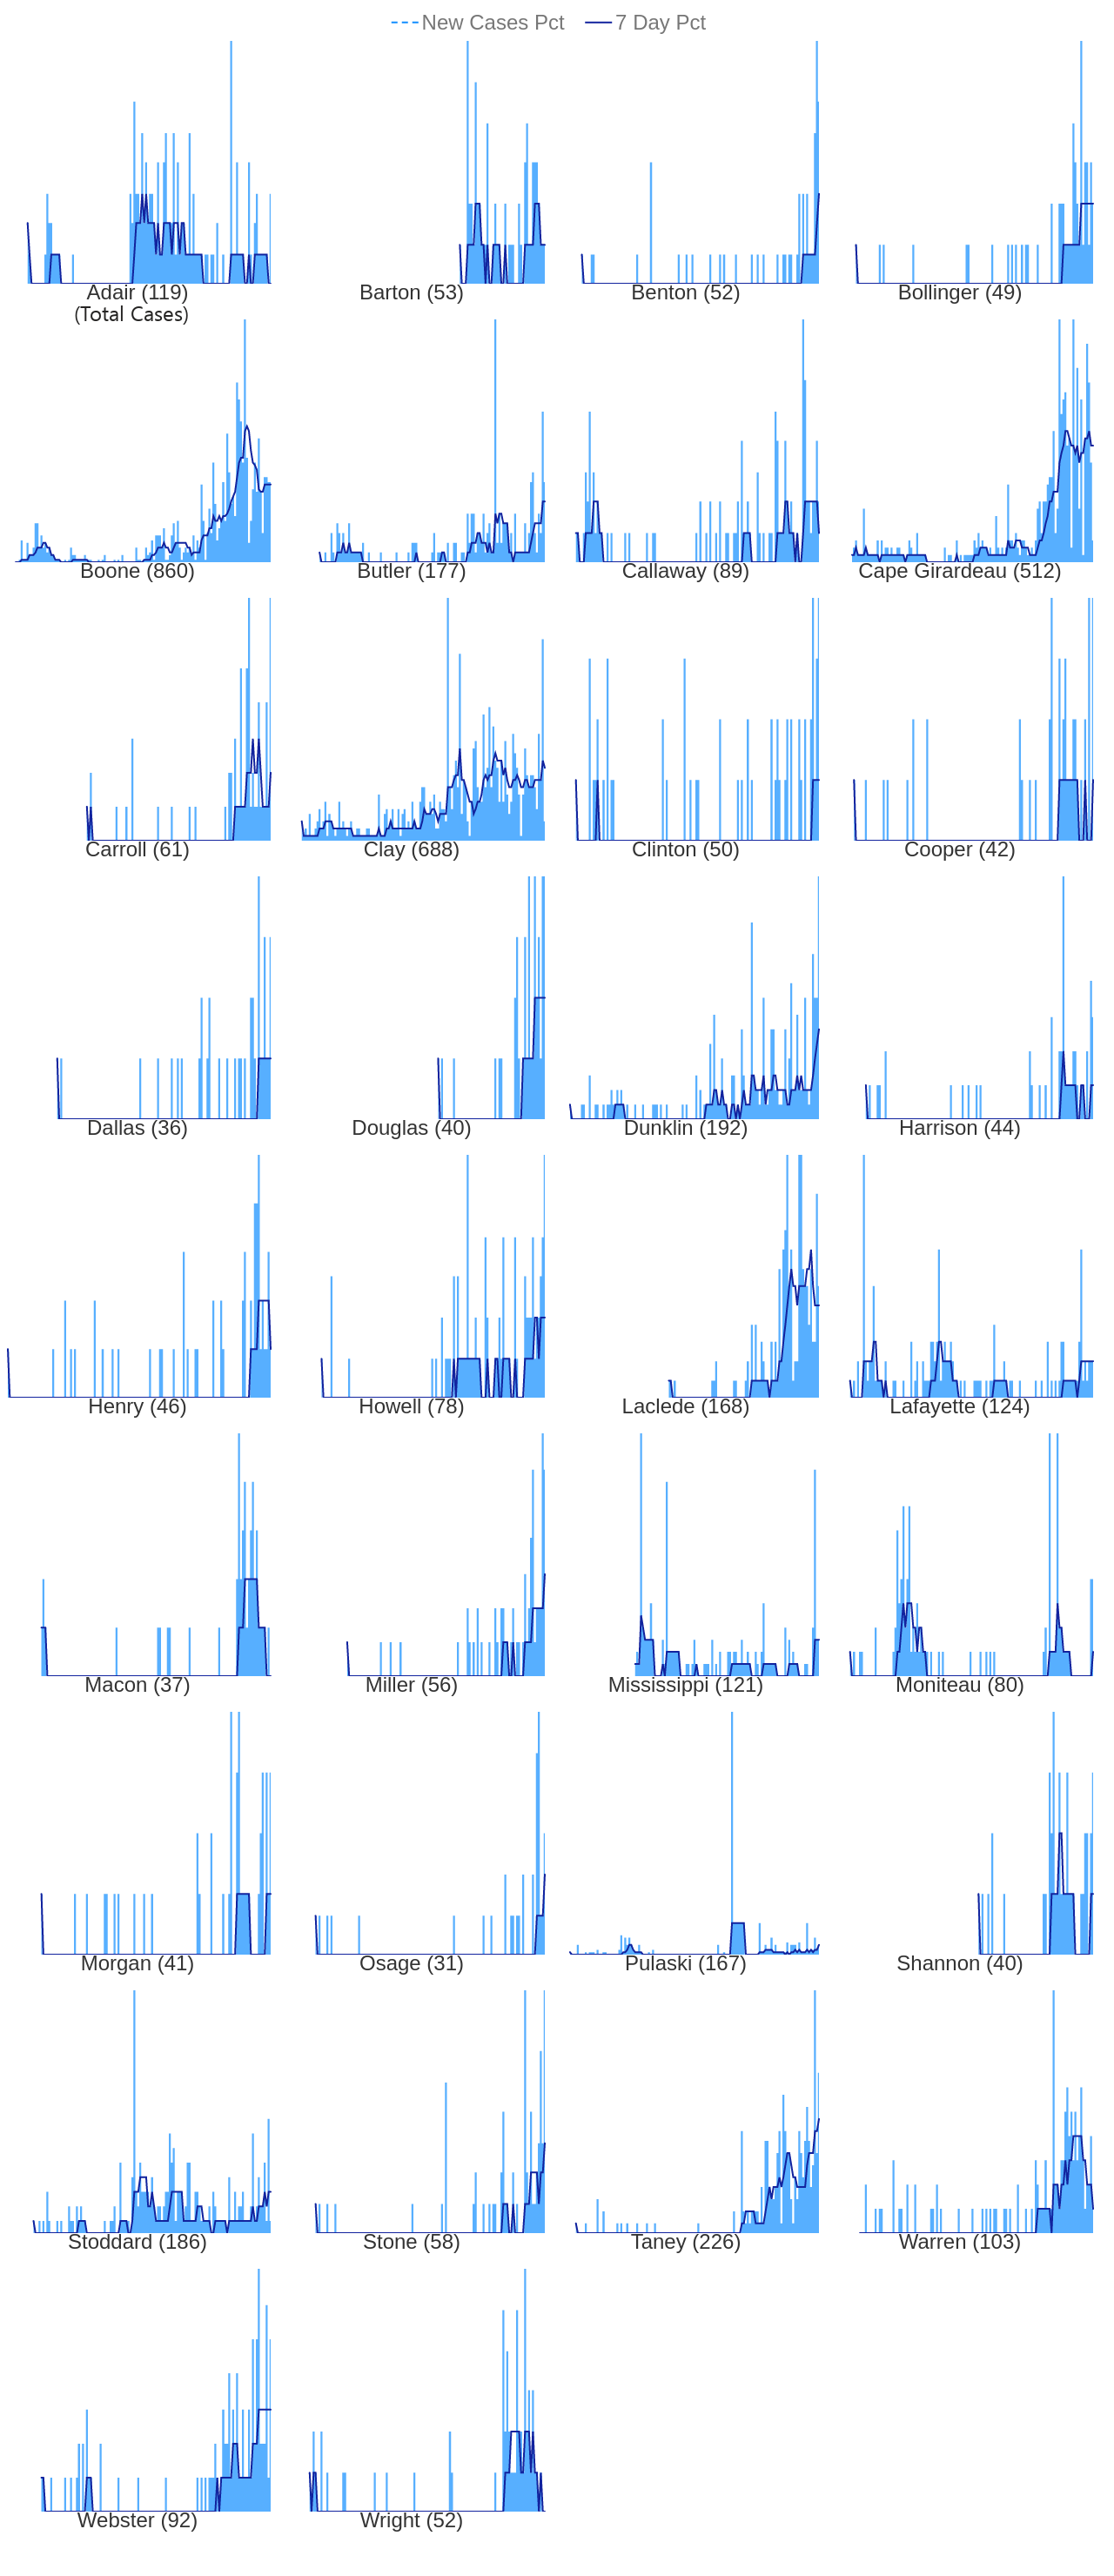 New Cases Pct 7 Day Pct
Adair (119) Barton (53) Benton (52) Bollinger (49)
(Total Cases)
Boone (860) Butler (177) Callaway (89) Cape Girardeau (512)
Carroll (61) Clay (688) Clinton (50) Cooper (42)
Dallas (36) Douglas (40) Dunklin (192) Harrison (44)
Henry (46) Howell (78) Laclede (168) Lafayette (124)
Macon (37) Miller (56) Mississippi (121) Moniteau (80)
Morgan (41) Osage (31) Pulaski (167) Shannon (40)
Stoddard (186) Stone (58) Taney (226) Warren (103)
Webster (92) Wright (52)